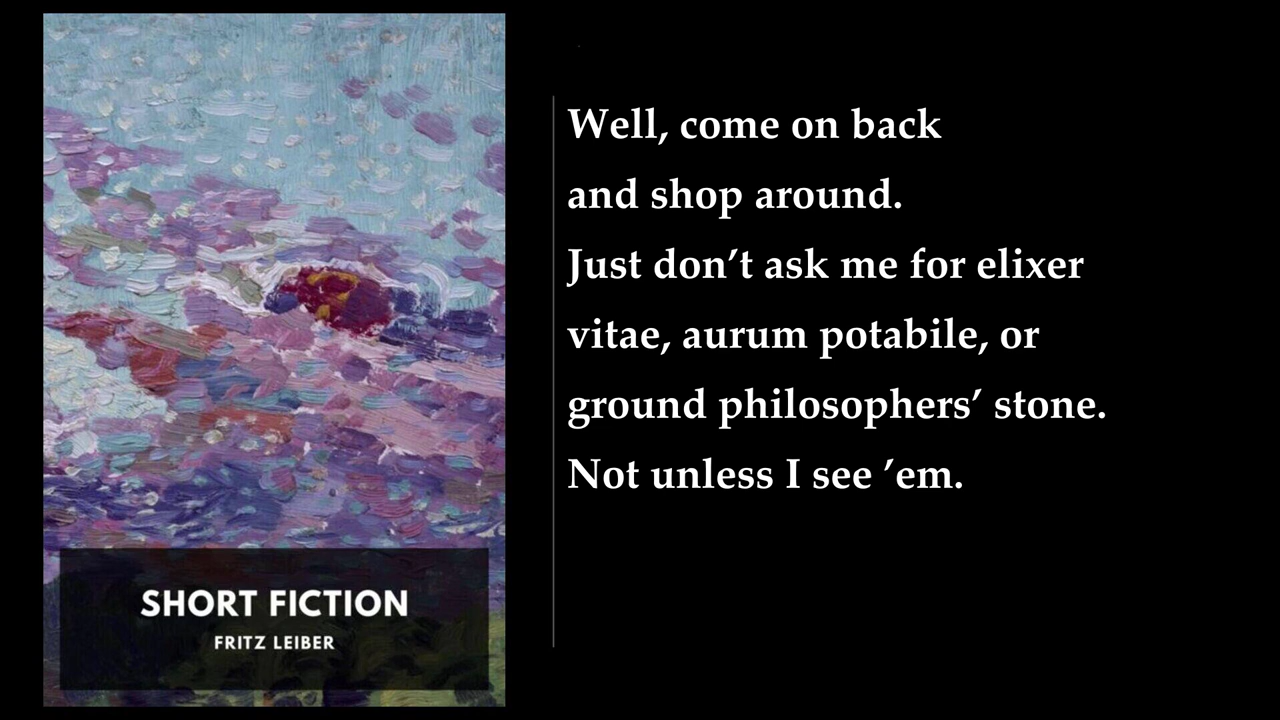 SHORT FICTION
FRITZ LEIBER
Well, come on back
and shop around.
Just don’t ask me for elixer
vitae, aurum potabile, or
ground philosophers’ stone.
Not unless I see ’em.